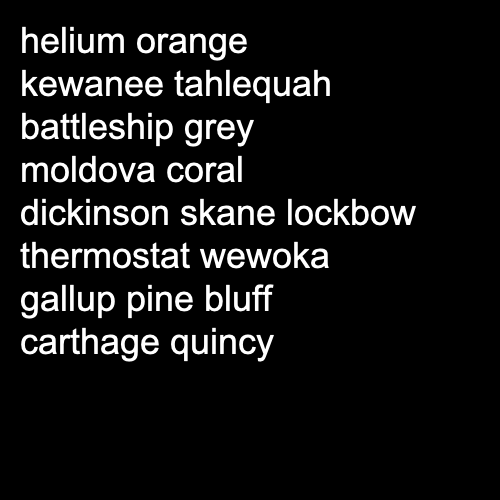 helium orange
kewanee tahlequah
battleship grey
moldova coral
dickinson skane lockbow
thermostat wewoka
gallup pine bluff
carthage quincy